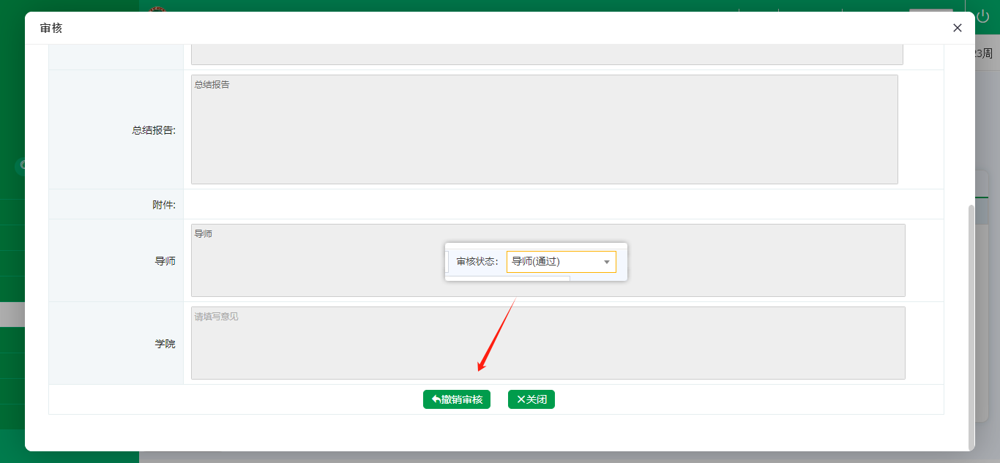 审核
23周
总结报告
总结报告:
附件:
导师
导师
审核状态：
导师(通过)
请填写意见
学院
撤销审核
关闭